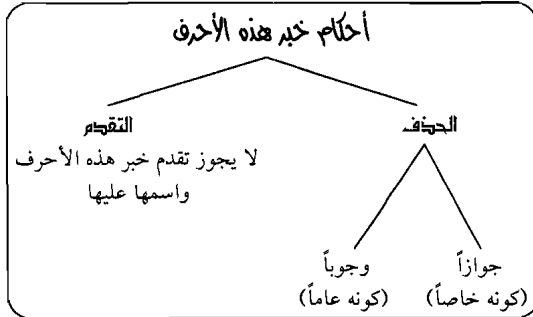 أحكام خبر هذه الأحرف
الحذف
التقدم
لا يجوز تقدم خبر هذه الأحرف
واسمها عليها
جوازاً
(كونه خاصاً)
وجوباً
(كونه عاماً)